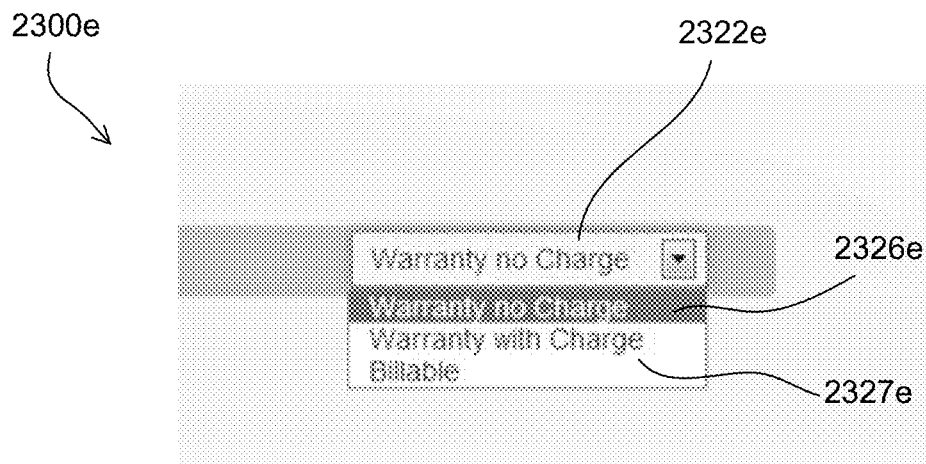 2300e
2322e
Warranty no Charge
2326e
Warranty no Charge
Warranty with Charge
Billable
2327e